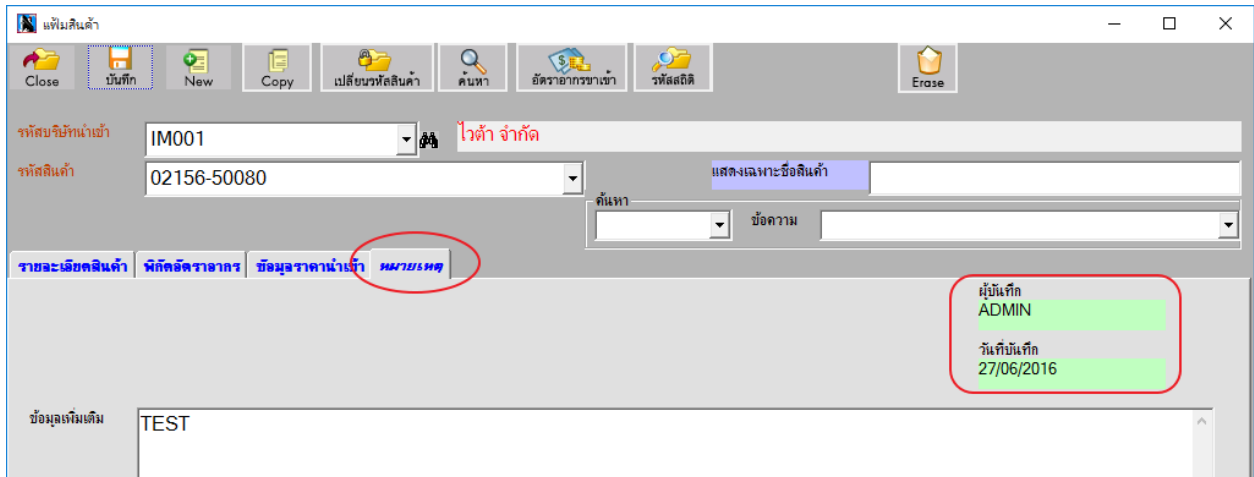 แฟ้มสินค้า
Close บันทึก New Copy เปลี่ยนรหัสสินค้า ค้นหา อัตราอากรขาเข้า รหัสสถิติ Erase
รหัสบริษัทนำเข้า IM001 ไวต้า จำกัด
รหัสสินค้า 02156-50080 แสดงเฉพาะชื่อสินค้า
ค้นหา
ข้อความ
รายละเอียดสินค้า พิกัดอัตราอากร ข้อมูลราคานำเข้า หมายเหตุ
ผู้บันทึก
ADMIN
วันที่บันทึก
27/06/2016
ข้อมูลเพิ่มเติม TEST